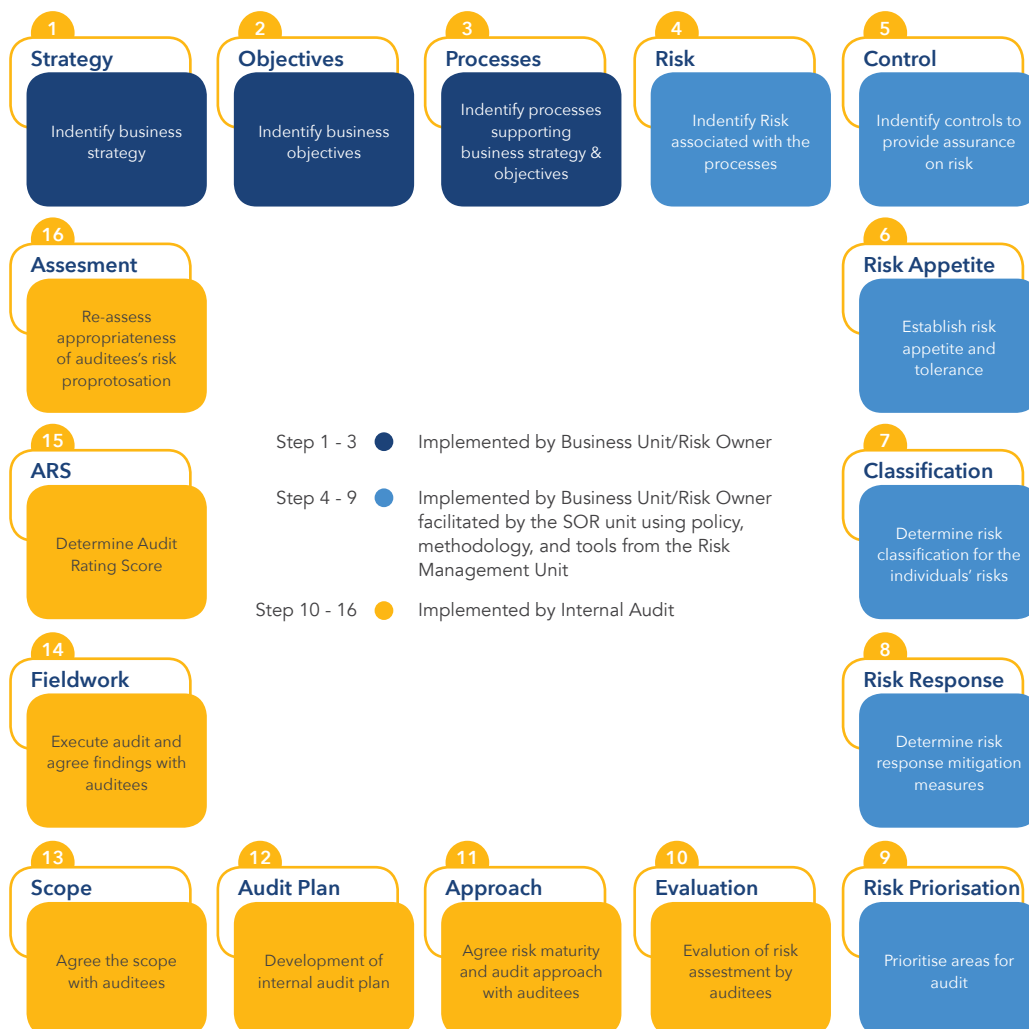 1
Strategy
Indentify business
strategy
2
Objectives
Indentify business
objectives
3
Processes
Indentify processes
supporting
business strategy &
objectives
4
Risk
Indentify Risk
associated with the
processes
5
Control
Indentify controls to
provide assurance
on risk
16
Assesment
Re-assess
appropriateness
of auditees's risk
proprotosation
6
Risk Appetite
Establish risk
appetite and
tolerance
15
ARS
Determine Audit
Rating Score
Step 1 - 3
Implemented by Business Unit/Risk Owner
Step 4 - 9
Implemented by Business Unit/Risk Owner
facilitated by the SOR unit using policy,
methodology, and tools from the Risk
Management Unit
Step 10 - 16
Implemented by Internal Audit
7
Classification
Determine risk
classification for the
individuals' risks
14
Fieldwork
Execute audit and
agree findings with
auditees
8
Risk Response
Determine risk
response mitigation
measures
13
Scope
Agree the scope
with auditees
12
Audit Plan
Development of
internal audit plan
11
Approach
Agree risk maturity
and audit approach
with auditees
10
Evaluation
Evalution of risk
assestment by
auditees
9
Risk Priorisation
Prioritise areas for
audit